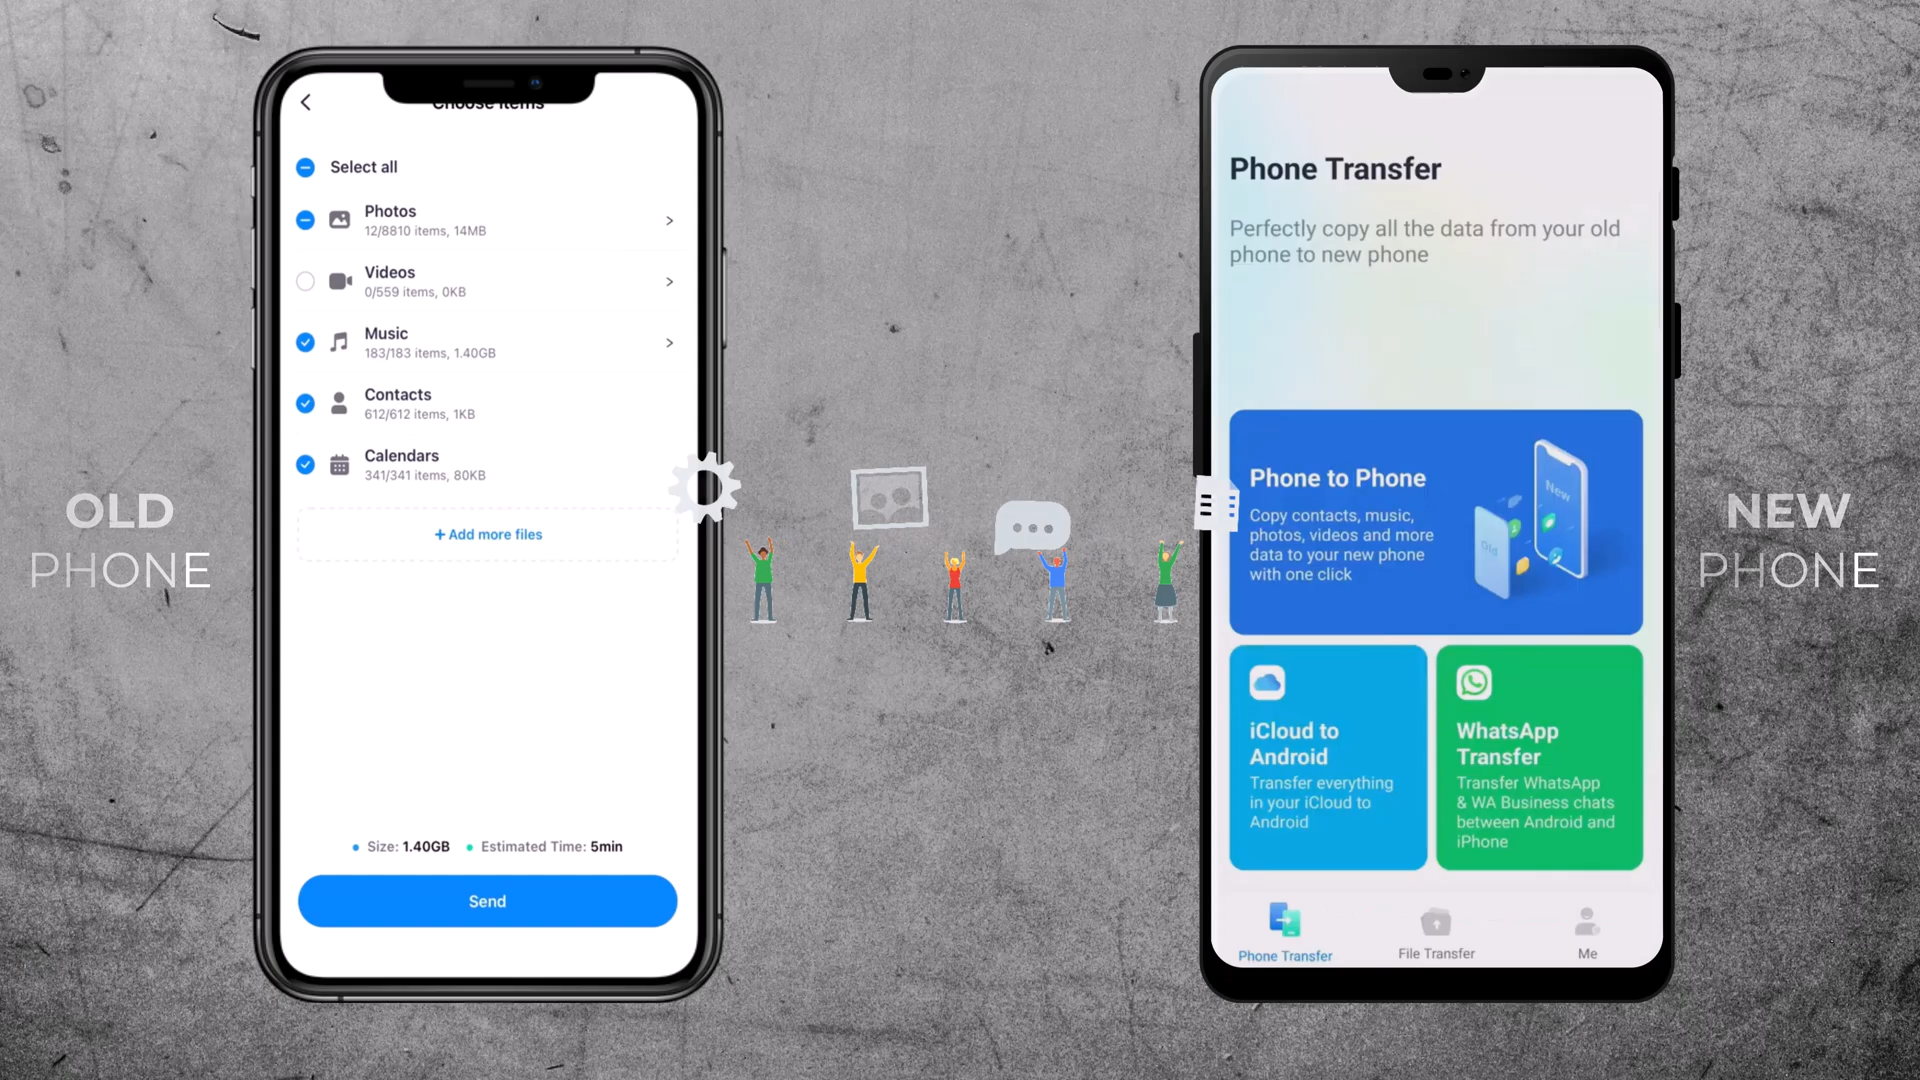 OLD
PHONE
Choose items
Select all
Photos
12/8810 items, 14MB
Videos
0/559 items, 0KB
Music
183/183 items, 1.40GB
Contacts
612/612 items, 1KB
Calendars
341/341 items, 80KB
+ Add more files
Size: 1.40GB Estimated Time: 5min
Send
Phone Transfer
Perfectly copy all the data from your old
phone to new phone
Phone to Phone
Copy contacts, music,
photos, videos and more
data to your new phone
with one click
Old
New
iCloud to
Android
Transfer everything
in your iCloud to
Android
WhatsApp
Transfer
Transfer WhatsApp
& WA Business chats
between Android and
iPhone
Phone Transfer
File Transfer
Me
NEW
PHONE